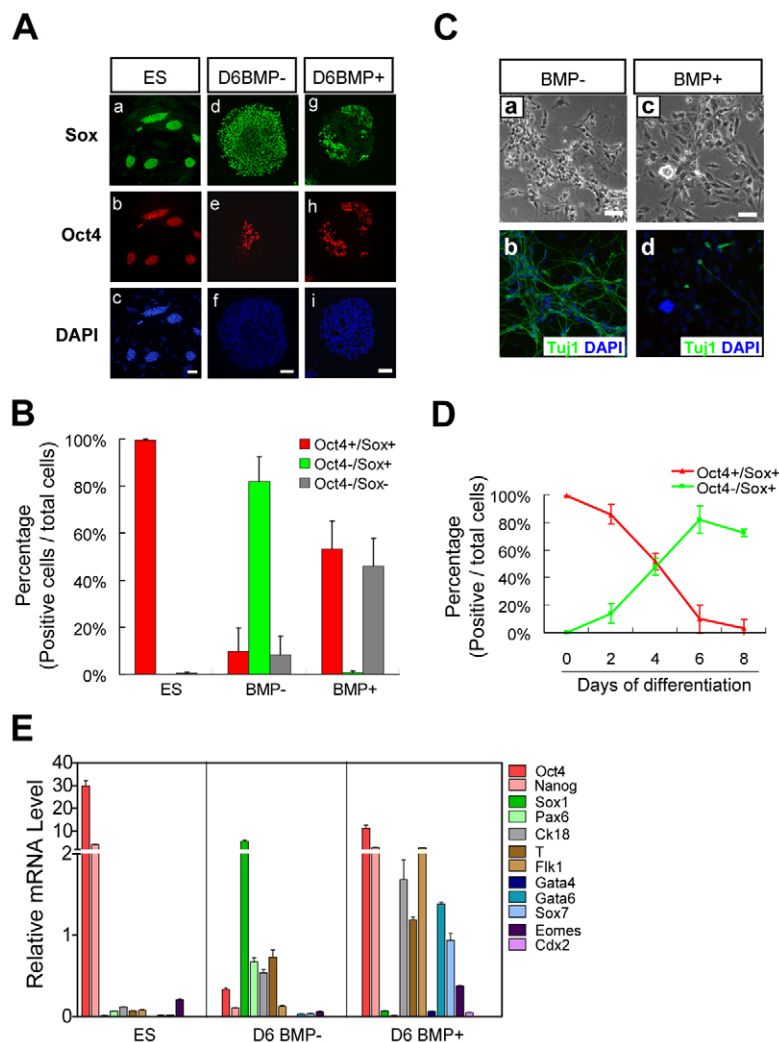 A
ES D6BMP- D6BMP+
a d g
Sox
b e h
Oct4
c f i
DAPI
C
BMP- BMP+
a c
b d
Tuj1 DAPI Tuj1 DAPI
B
Percentage
(Positive cells / total cells)
100%
80%
60%
40%
20%
0%
Oct4+/Sox+
Oct4-/Sox+
Oct4-/Sox-
ES BMP- BMP+
D
Oct4+/Sox+
Oct4-/Sox+
Percentage
(Positive / total cells)
100%
80%
60%
40%
20%
0%
0 2 4 6 8
Days of differentiation
E
Relative mRNA Level
40
30
20
10
2
1
0
ES D6 BMP- D6 BMP+
Oct4
Nanog
Sox1
Pax6
Ck18
T
Flk1
Gata4
Gata6
Sox7
Eomes
Cdx2